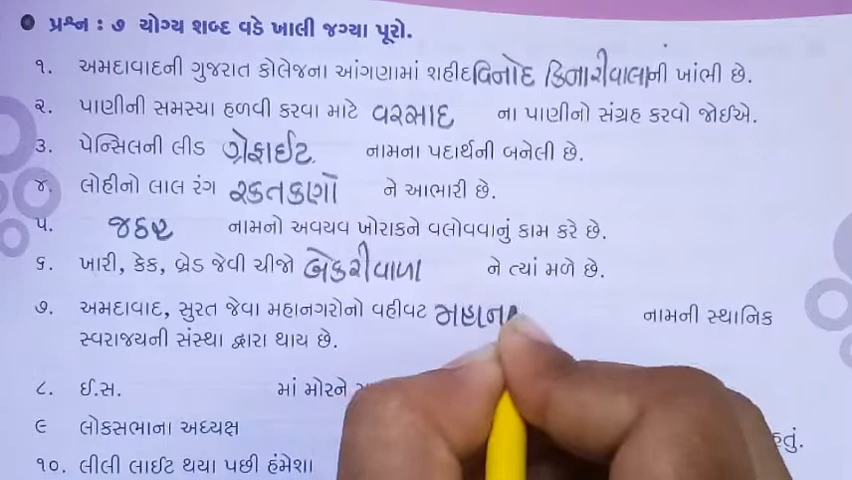 પ્રશ્ન : ૭ યોગ્ય શબ્દ વડે ખાલી જગ્યા પૂરો.
૧. અમદાવાદની ગુજરાત કોલેજના આંગણામાં શહીદ વિનોદ કિનારીવાલાની ખાંભી છે.
૨. પાણીની સમસ્યા હળવી કરવા માટે વરસાદ ના પાણીનો સંગ્રહ કરવો જોઈએ.
૩. પેન્સિલની લીડ ગ્રેફાઈટ નામના પદાર્થની બનેલી છે.
૪. લોહીનો લાલ રંગ રક્તકણો ને આભારી છે.
૫. જઠર નામનો અવયવ ખોરાકને વલોવવાનું કામ કરે છે.
૬. ખારી, કેક, બ્રેડ જેવી ચીજો બેકરીવાળા ને ત્યાં મળે છે.
૭. અમદાવાદ, સુરત જેવા મહાનગરોનો વહીવટ મહાન નામની સ્થાનિક
સ્વરાજયની સંસ્થા દ્વારા થાય છે.
૮. ઈ.સ. માં મોરને
૯ લોકસભાના અધ્યક્ષ હતું.
૧૦. લીલી લાઈટ થયા પછી હંમેશા